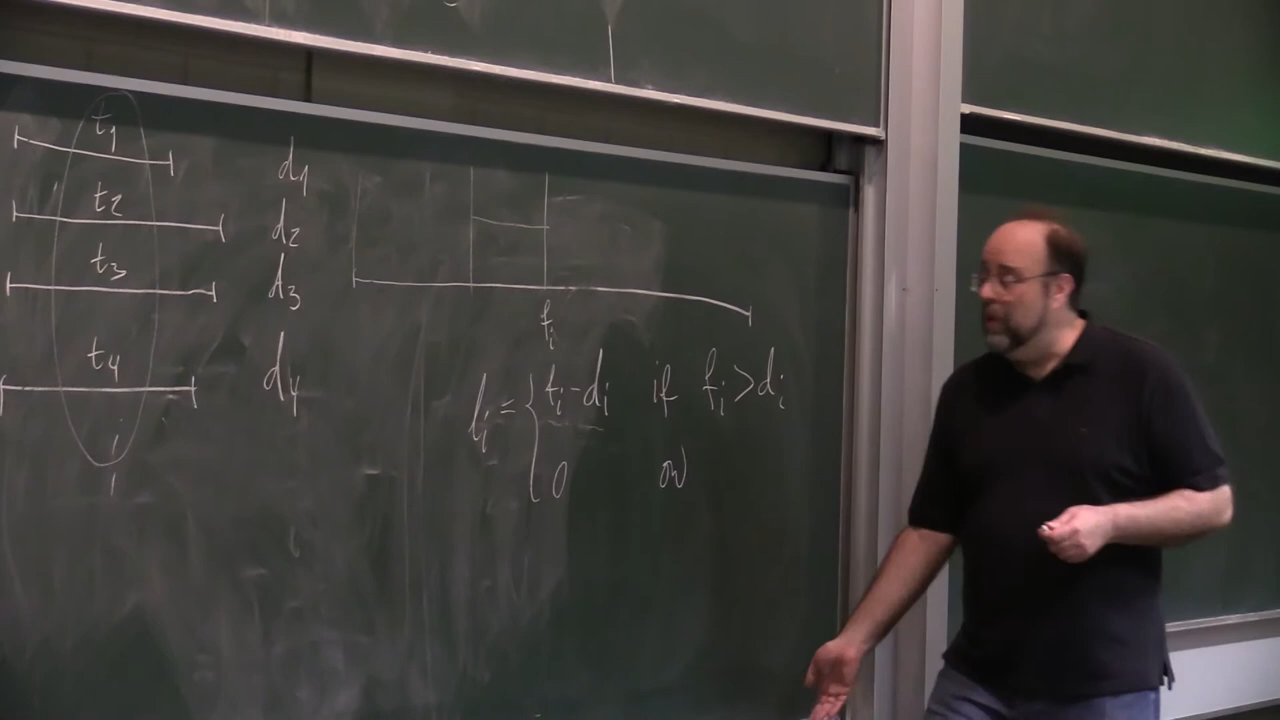 t1 d1
t2 d2
t3 d3
t4 d4
fi
li = { fi - di if fi > di
0 ow